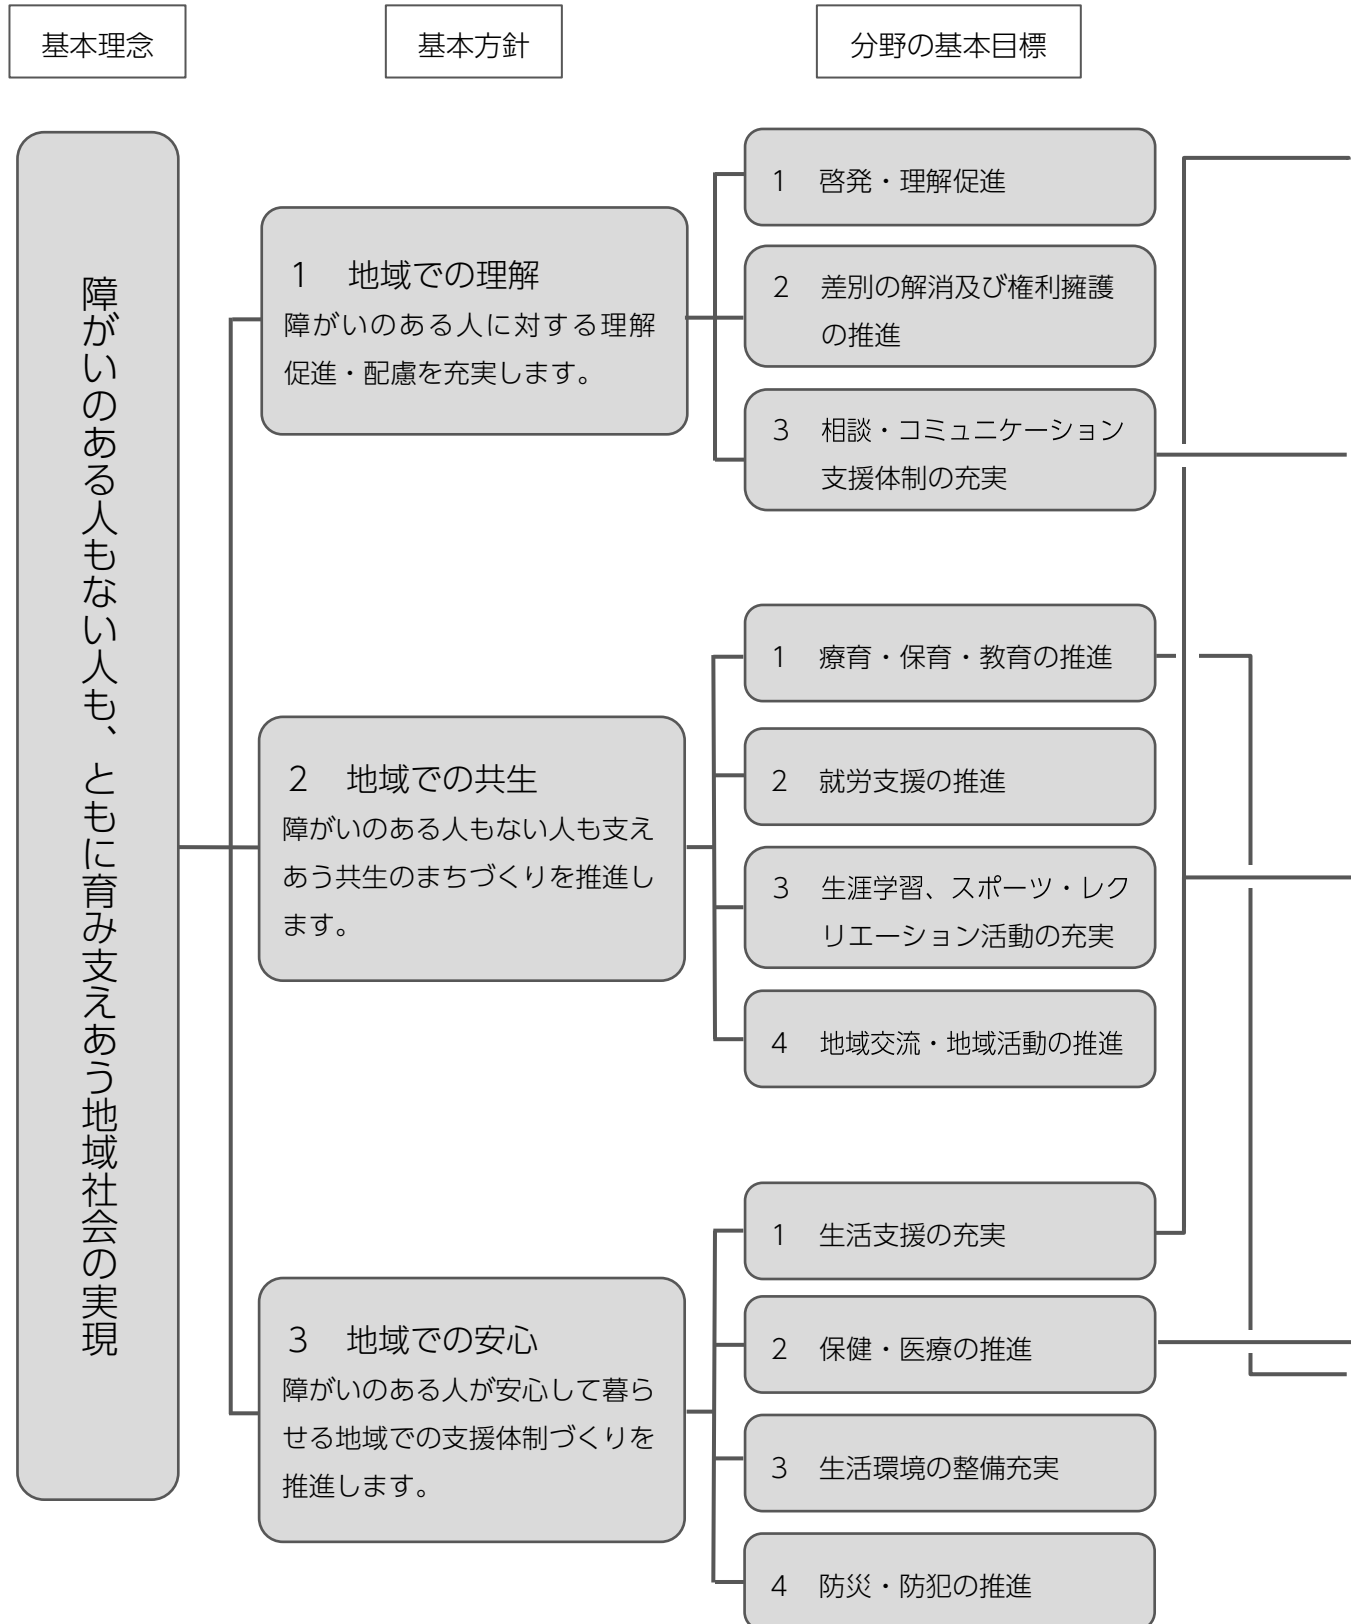 基本理念
基本方針
分野の基本目標
障がいのある人もない人も、ともに育み支えあう地域社会の実現
1 地域での理解
障がいのある人に対する理解
促進・配慮を充実します。
1 啓発・理解促進
2 差別の解消及び権利擁護
の推進
3 相談・コミュニケーション
支援体制の充実
2 地域での共生
障がいのある人もない人も支え
あう共生のまちづくりを推進し
ます。
1 療育・保育・教育の推進
2 就労支援の推進
3 生涯学習、スポーツ・レク
リエーション活動の充実
4 地域交流・地域活動の推進
3 地域での安心
障がいのある人が安心して暮ら
せる地域での支援体制づくりを
推進します。
1 生活支援の充実
2 保健・医療の推進
3 生活環境の整備充実
4 防災・防犯の推進